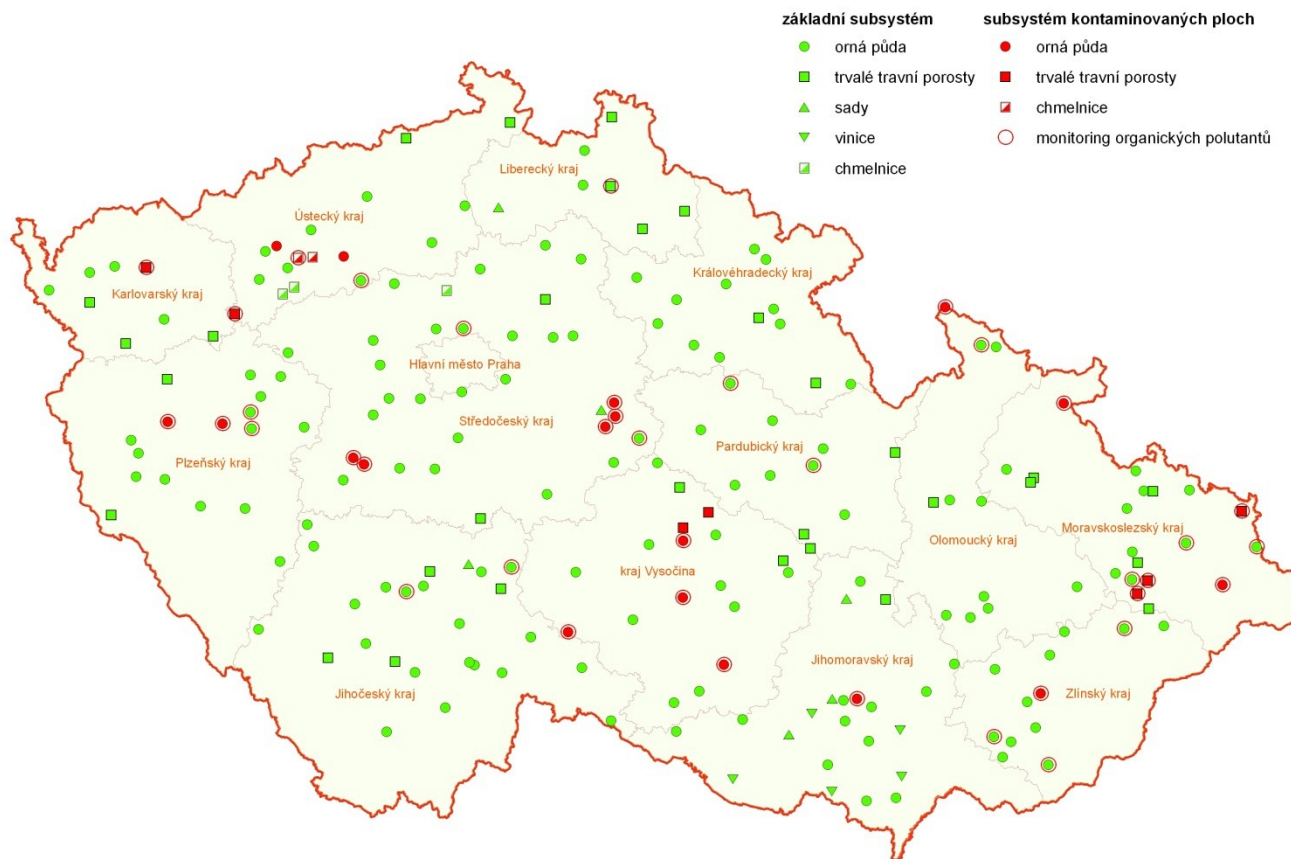 základní subsystém
orná půda
trvalé travní porosty
sady
vinice
chmelnice
subsystém kontaminovaných ploch
orná půda
trvalé travní porosty
chmelnice
monitoring organických polutantů
Liberecký kraj
Ústecký kraj
Karlovarský kraj
Královéhradecký kraj
Hlavní město Praha
Středočeský kraj
Plzeňský kraj
Pardubický kraj
Moravskoslezský kraj
Olomoucký kraj
kraj Vysočina
Jihočeský kraj
Jihomoravský kraj
Zlínský kraj